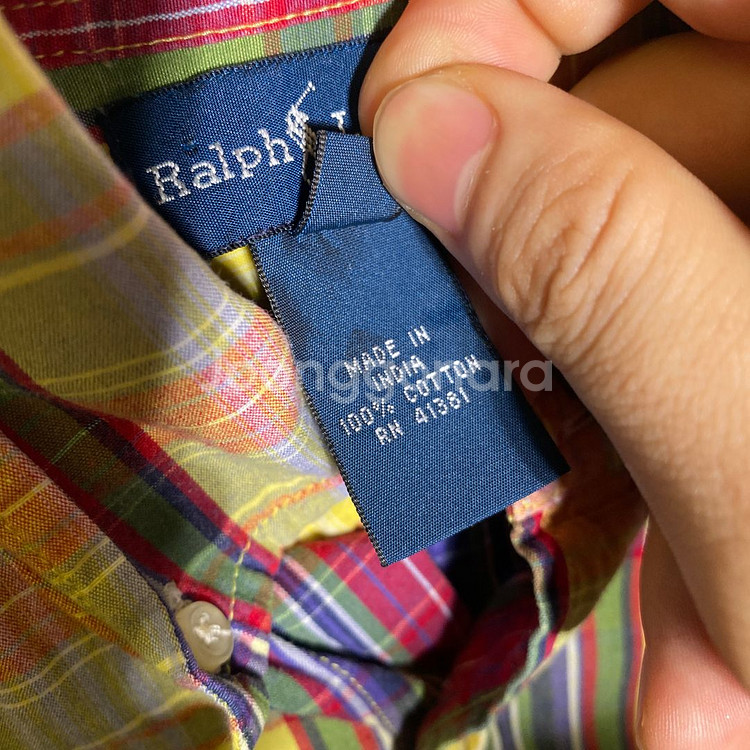 Ralph
MADE IN
INDIA
100% COTTON
RN 41381